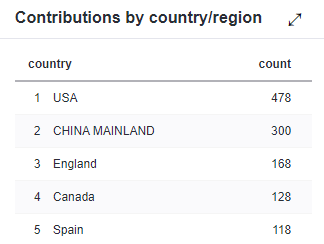 Contributions by country/region
country count
1 USA 478
2 CHINA MAINLAND 300
3 England 168
4 Canada 128
5 Spain 118